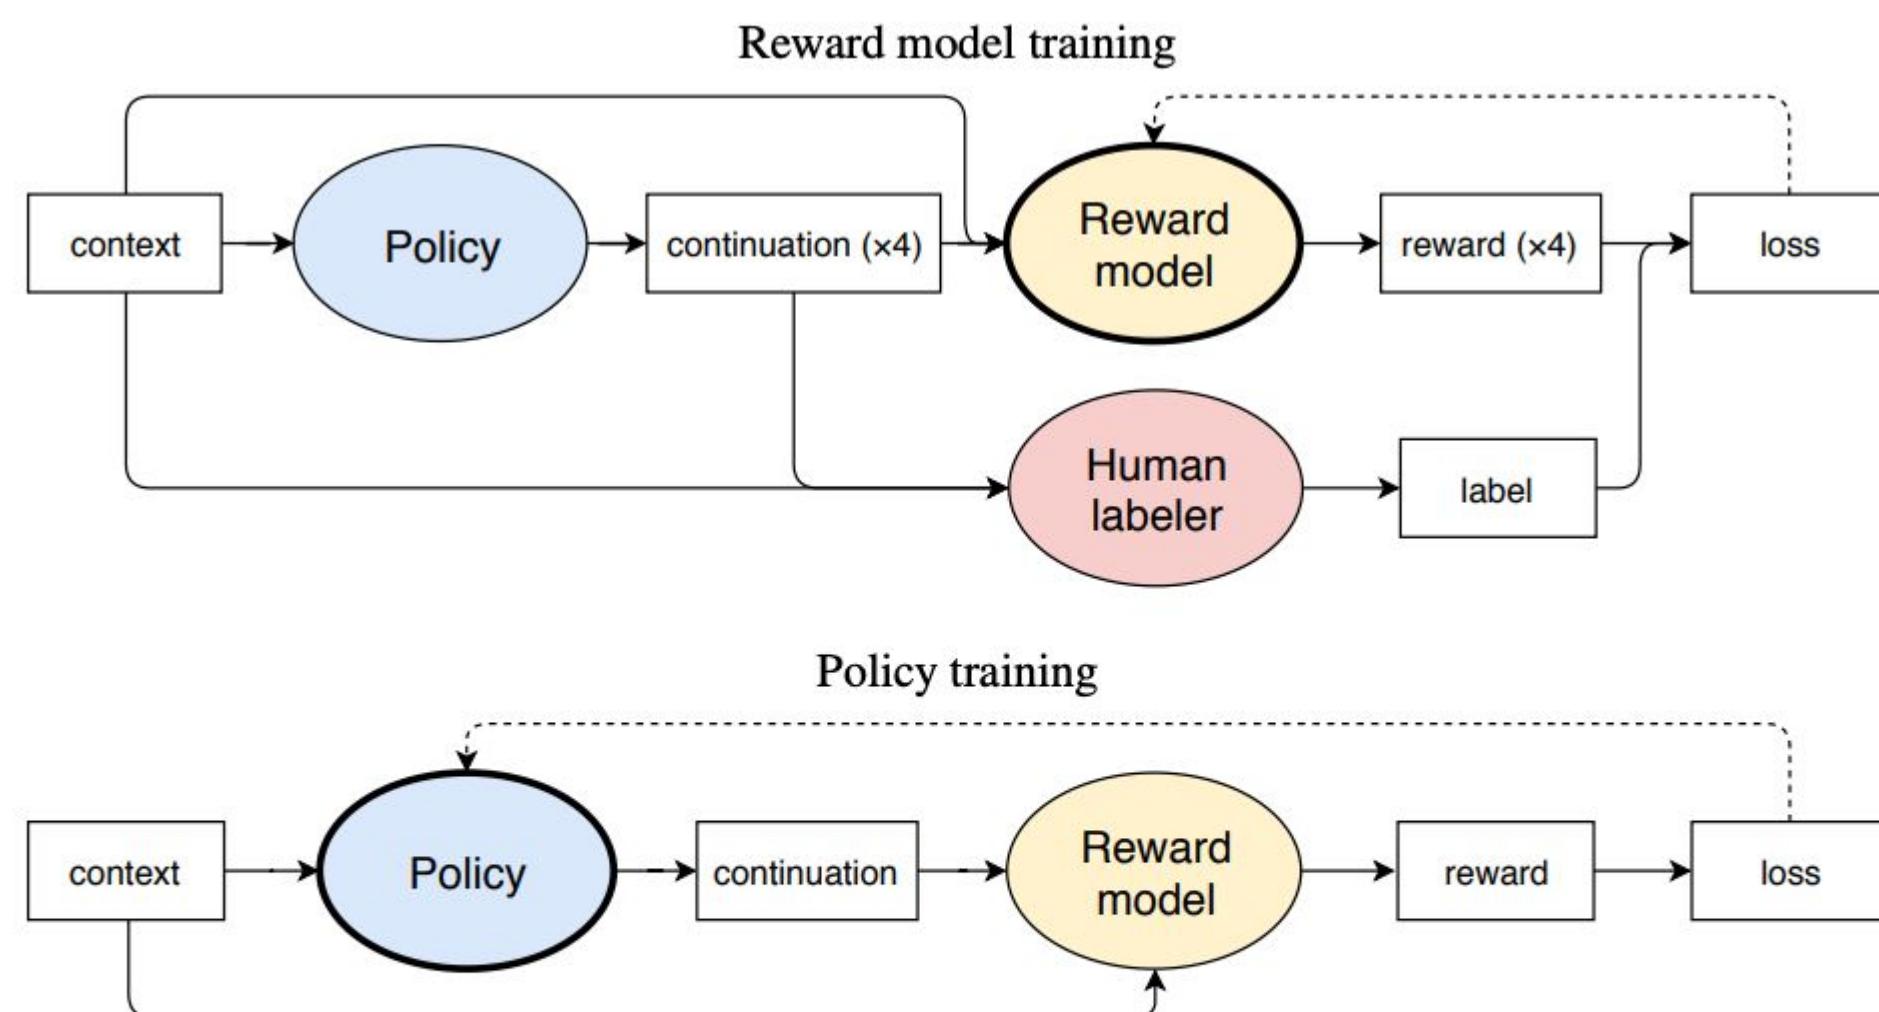 Reward model training
context
Policy
continuation (×4)
Reward
model
reward (×4)
loss
Human
labeler
label
Policy training
context
Policy
continuation
Reward
model
reward
loss